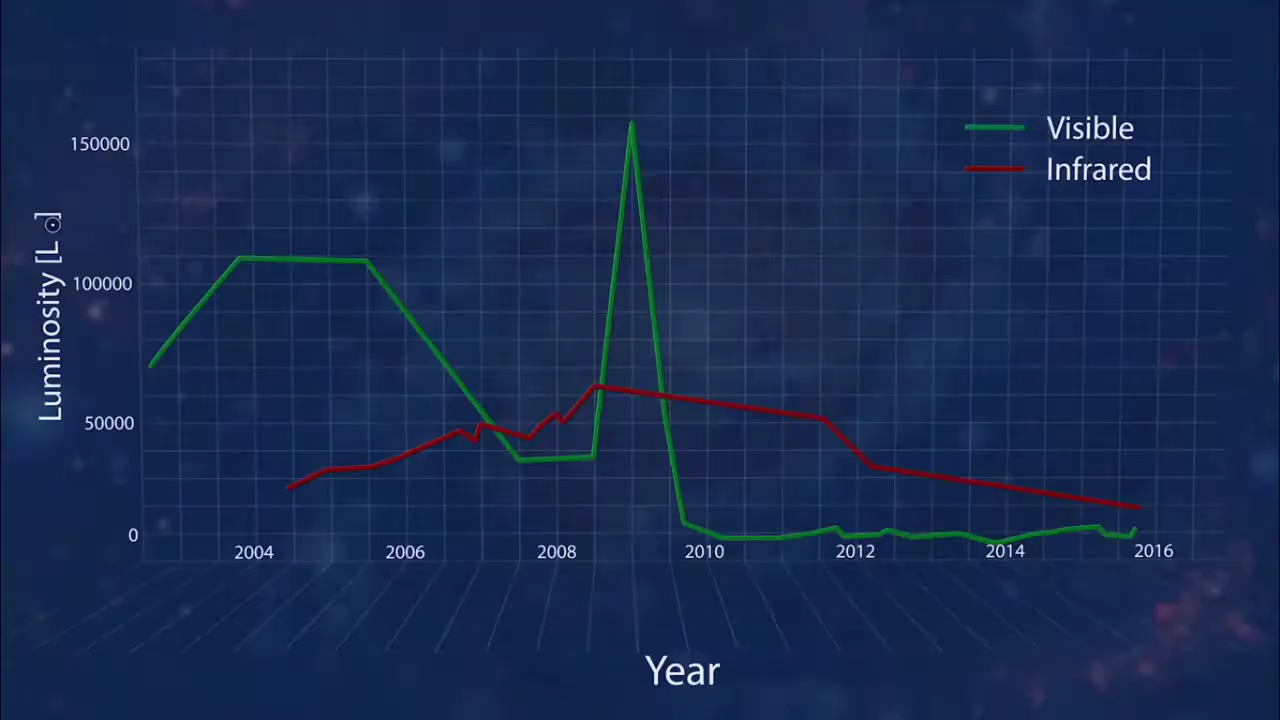 Visible
Infrared
150000
100000
50000
0
Luminosity [L ⊙]
2004 2006 2008 2010 2012 2014 2016
Year